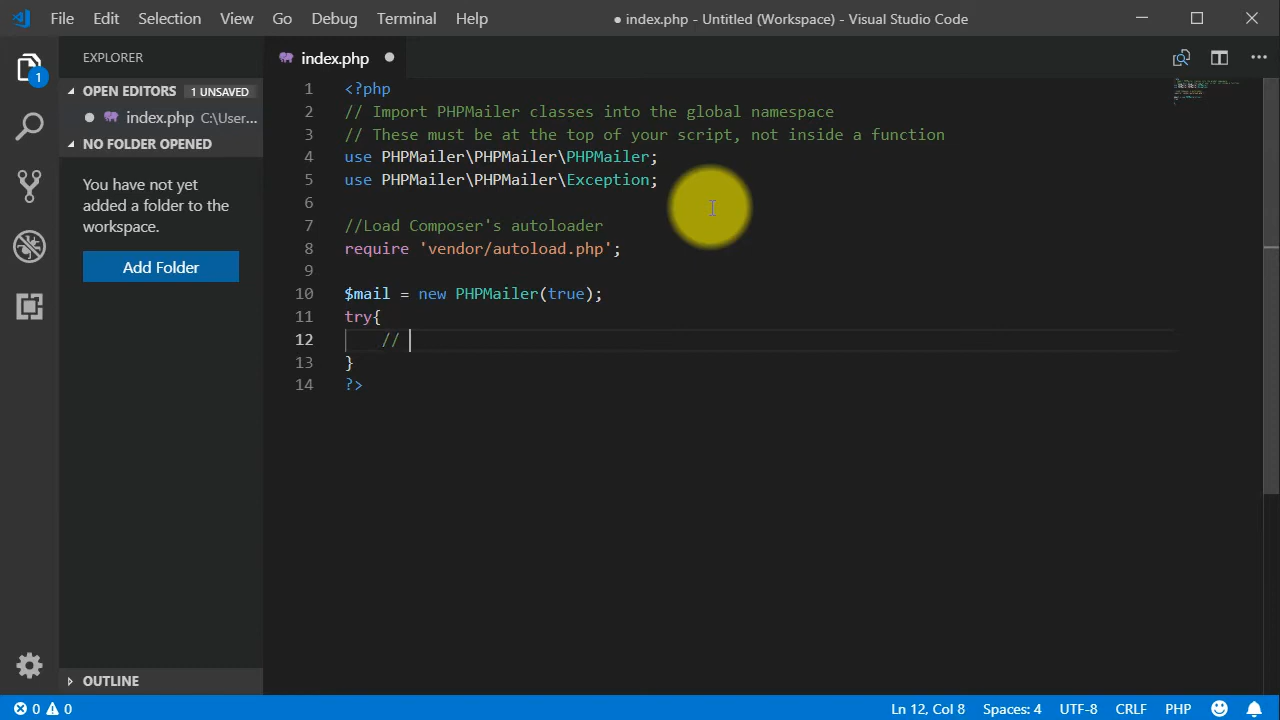 File Edit Selection View Go Debug Terminal Help ● index.php - Untitled (Workspace) - Visual Studio Code
EXPLORER
1
OPEN EDITORS 1 UNSAVED
index.php C:\User...
NO FOLDER OPENED
You have not yet
added a folder to the
workspace.
Add Folder
OUTLINE
index.php
1 <?php
2 // Import PHPMailer classes into the global namespace
3 // These must be at the top of your script, not inside a function
4 use PHPMailer\PHPMailer\PHPMailer;
5 use PHPMailer\PHPMailer\Exception;
6
7 //Load Composer's autoloader
8 require 'vendor/autoload.php';
9
10 $mail = new PHPMailer(true);
11 try{
12     //
13 }
14 ?>
0 0 Ln 12, Col 8 Spaces: 4 UTF-8 CRLF PHP